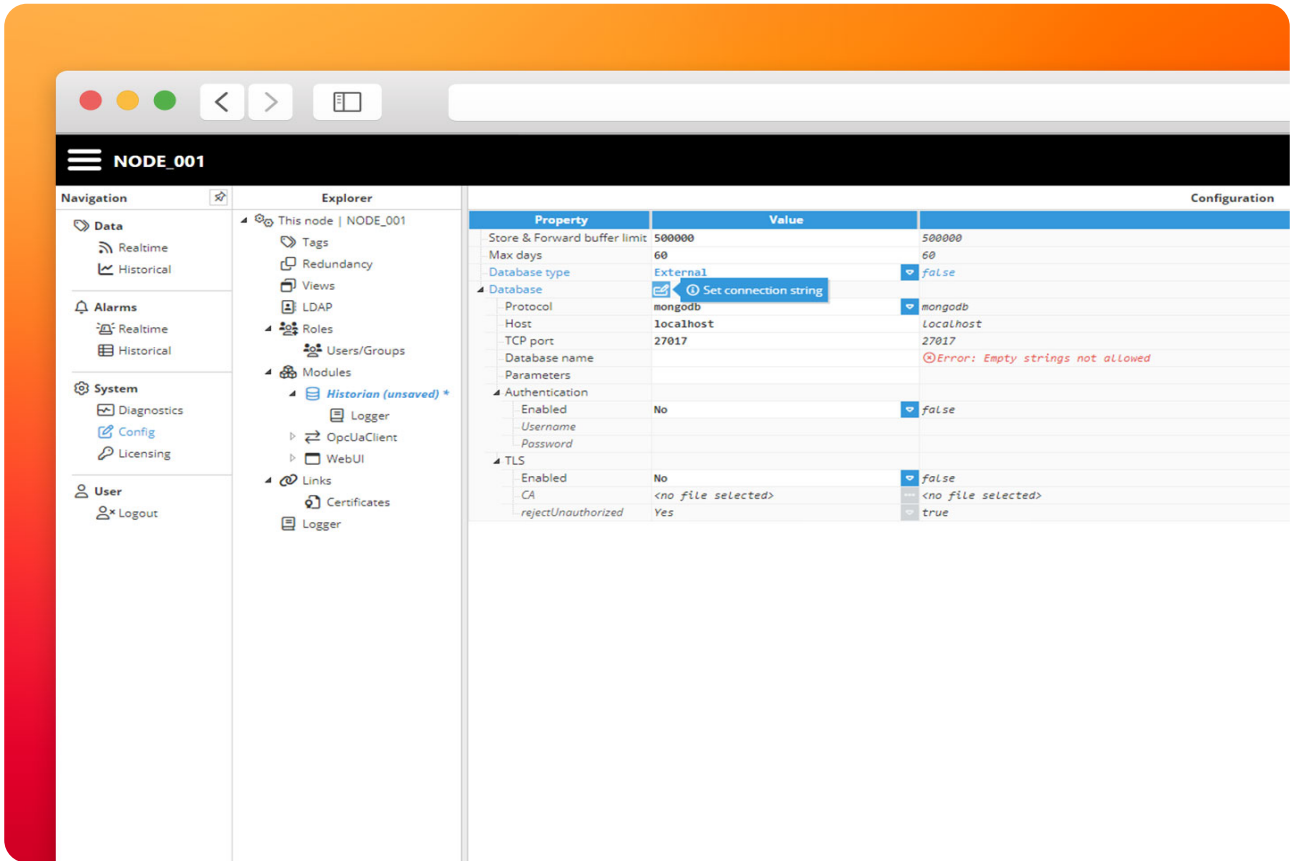 NODE_001
Navigation
Data
Realtime
Historical
Alarms
Realtime
Historical
System
Diagnostics
Config
Licensing
User
Logout
Explorer
This node | NODE_001
Tags
Redundancy
Views
LDAP
Roles
Users/Groups
Modules
Historian (unsaved) *
Logger
OpcUaClient
WebUI
Links
Certificates
Logger
Configuration
Property Value
Store & Forward buffer limit 500000 500000
Max days 60 60
Database type External false
Database Set connection string
Protocol mongodb mongodb
Host localhost localhost
TCP port 27017 27017
Database name Error: Empty strings not allowed
Parameters
Authentication
Enabled No false
Username
Password
TLS
Enabled No false
CA <no file selected> <no file selected>
rejectUnauthorized Yes true